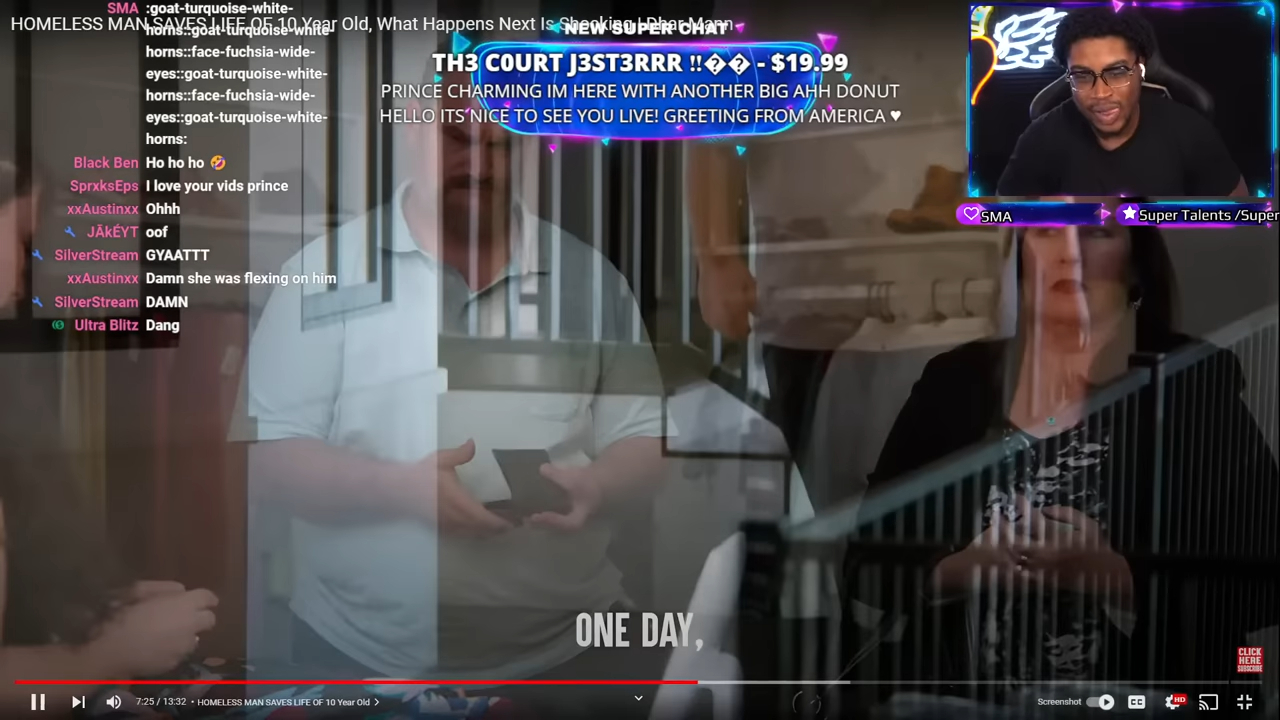 HOMELESS MAN SAVES LIFE OF 10 Year Old, What Happens Next Is Shocking | Dhar Mann
SMA :goat-turquoise-white-
horns::goat-turquoise-white-
horns::face-fuchsia-wide-
eyes::goat-turquoise-white-
horns::face-fuchsia-wide-
eyes::goat-turquoise-white-
horns:
Black Ben Ho ho ho 🤣
SprxksEps I love your vids prince
xxAustinxx Ohhh
JÃkÉYT oof
SilverStream GYAATTT
xxAustinxx Damn she was flexing on him
SilverStream DAMN
Ultra Blitz Dang
NEW SUPER CHAT
TH3 C0URT J3ST3RRR ‼�� - $19.99
PRINCE CHARMING IM HERE WITH ANOTHER BIG AHH DONUT
HELLO ITS NICE TO SEE YOU LIVE! GREETING FROM AMERICA ♥
SMA
Super Talents /Super
ONE DAY,
CLICK
HERE
SUBSCRIBE
7:25 / 13:32 • HOMELESS MAN SAVES LIFE OF 10 Year Old
Screenshot
CC
HD